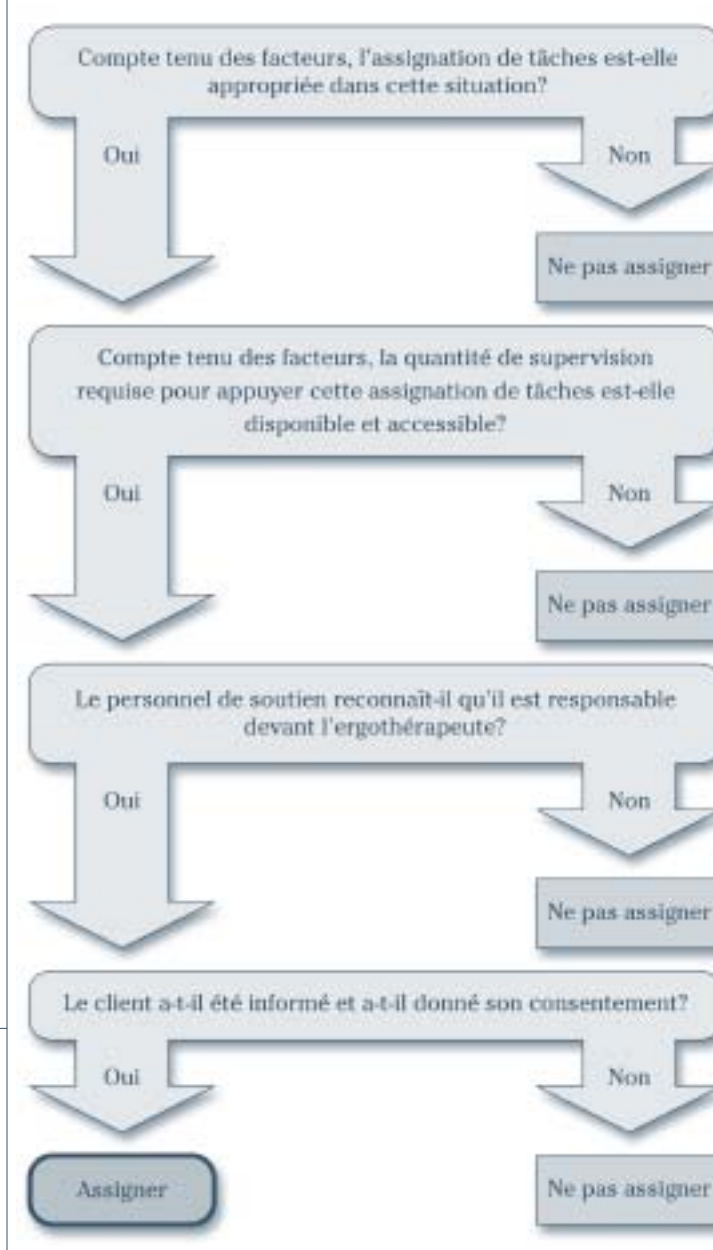 Compte tenu des facteurs, l'assignation de tâches est-elle
appropriée dans cette situation?
Oui
Non
Ne pas assigner
Compte tenu des facteurs, la quantité de supervision
requise pour appuyer cette assignation de tâches est-elle
disponible et accessible?
Oui
Non
Ne pas assigner
Le personnel de soutien reconnaît-il qu'il est responsable
devant l'ergothérapeute?
Oui
Non
Ne pas assigner
Le client a-t-il été informé et a-t-il donné son consentement?
Oui
Non
Assigner
Ne pas assigner